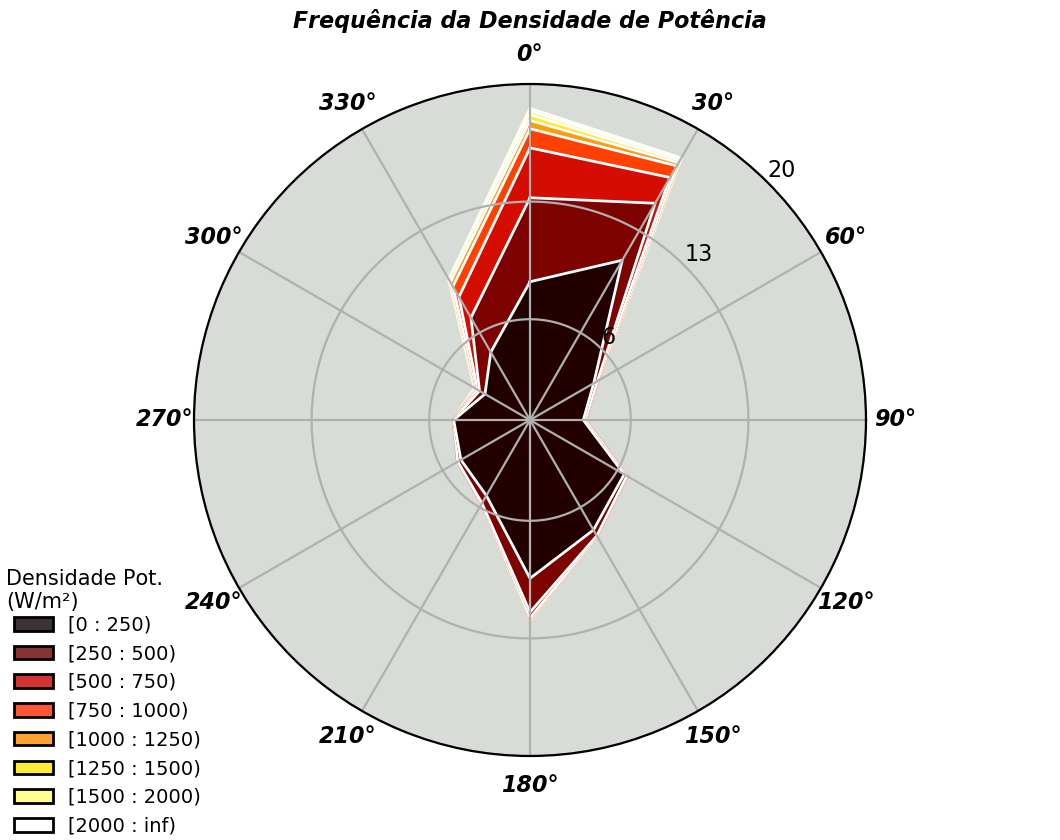 Frequência da Densidade de Potência
0°
30°
60°
90°
120°
150°
180°
210°
240°
270°
300°
330°
6
13
20
Densidade Pot.
(W/m²)
[0 : 250)
[250 : 500)
[500 : 750)
[750 : 1000)
[1000 : 1250)
[1250 : 1500)
[1500 : 2000)
[2000 : inf)